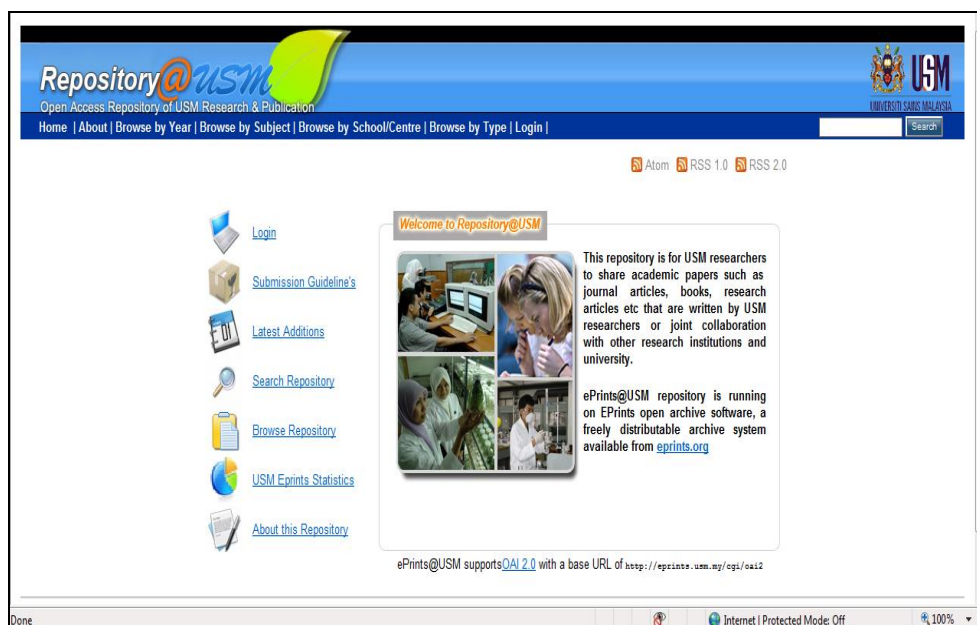 Repository@USM
Open Access Repository of USM Research & Publication
USM
UNIVERSITI SAINS MALAYSIA
Home | About | Browse by Year | Browse by Subject | Browse by School/Centre | Browse by Type | Login |
Search
Atom RSS 1.0 RSS 2.0
Login
Submission Guideline's
Latest Additions
Search Repository
Browse Repository
USM Eprints Statistics
About this Repository
Welcome to Repository@USM
This repository is for USM researchers
to share academic papers such as
journal articles, books, research
articles etc that are written by USM
researchers or joint collaboration
with other research institutions and
university.
ePrints@USM repository is running
on EPrints open archive software, a
freely distributable archive system
available from eprints.org
ePrints@USM supportsOAI 2.0 with a base URL of http://eprints.usm.my/cgi/oai2
Done
Internet | Protected Mode: Off
100%